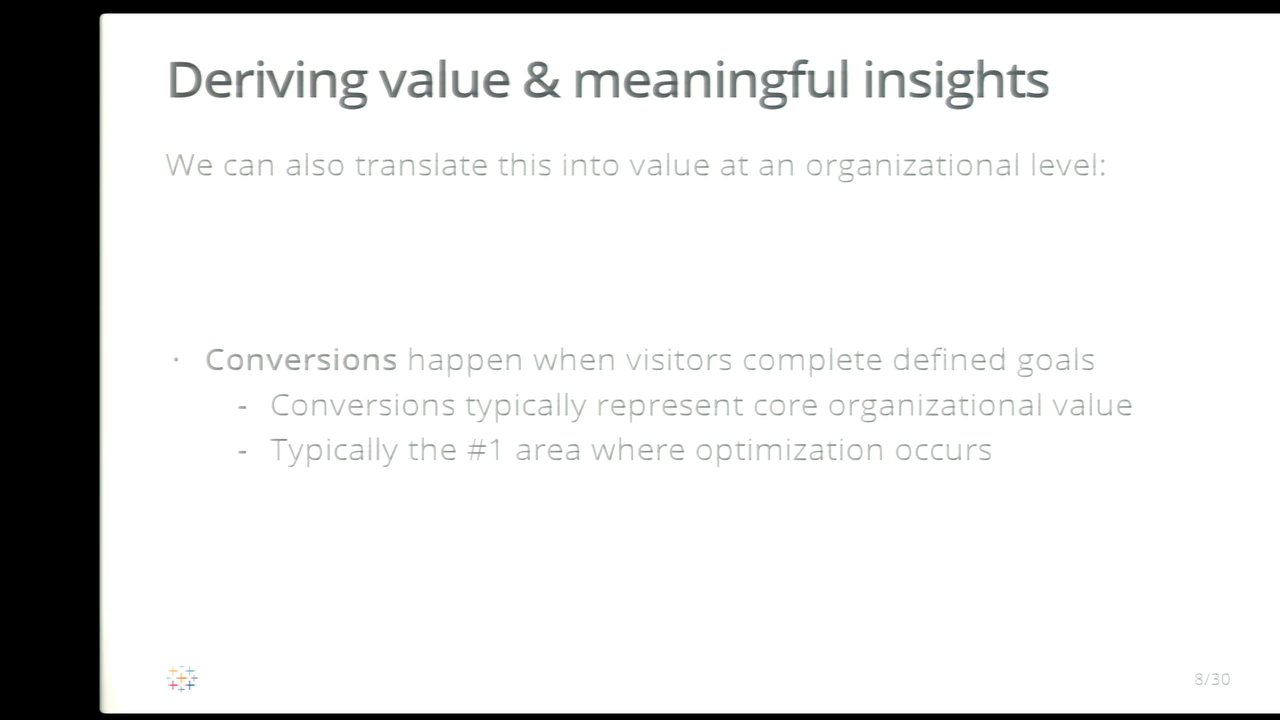 Deriving value & meaningful insights
We can also translate this into value at an organizational level:
· Conversions happen when visitors complete defined goals
- Conversions typically represent core organizational value
- Typically the #1 area where optimization occurs
8/30